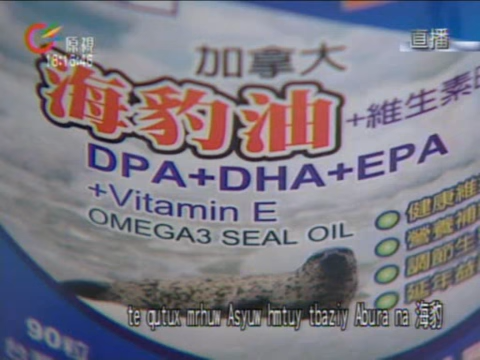 原視
直播
18:18:45
加拿大
海豹油
+維生素E
DPA+DHA+EPA
+Vitamin E
OMEGA3 SEAL OIL
健康維
營養補
調節生
延年益
te qutux mrhuw Asyuw hmtuy tbaziy Abura na 海豹
90粒